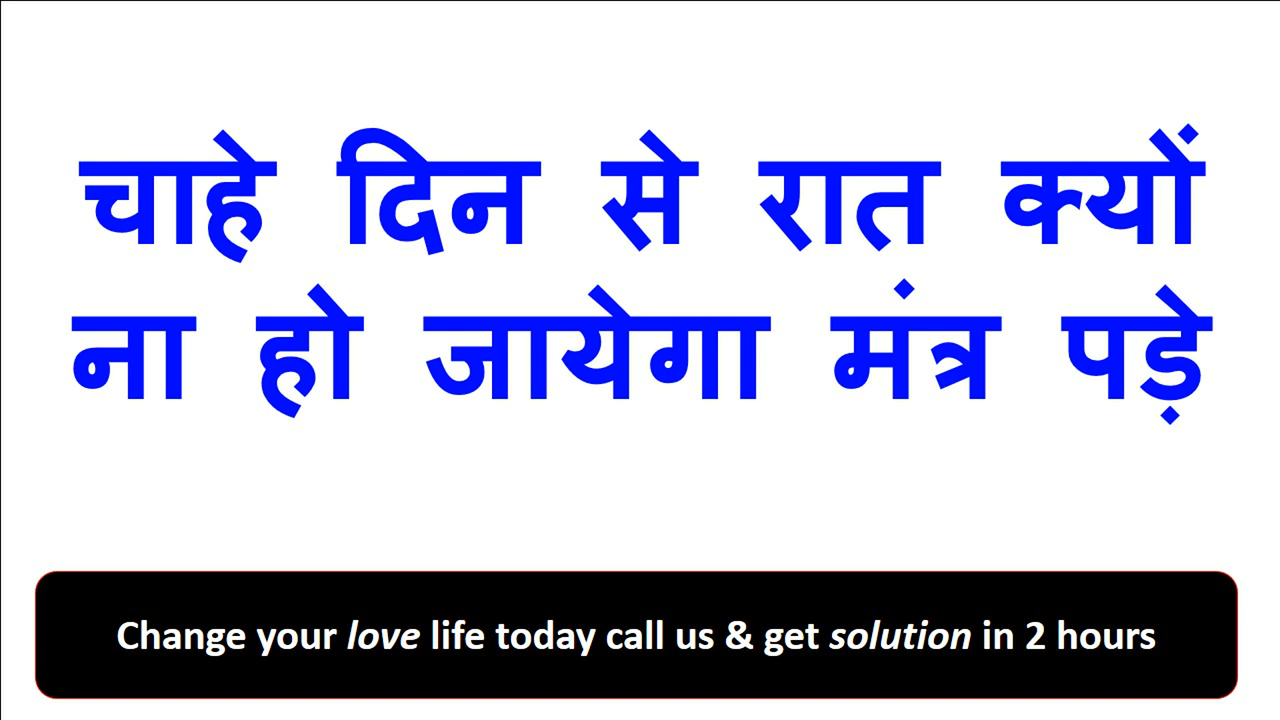 चाहे दिन से रात क्यों
ना हो जायेगा मंत्र पड़े
Change your love life today call us & get solution in 2 hours